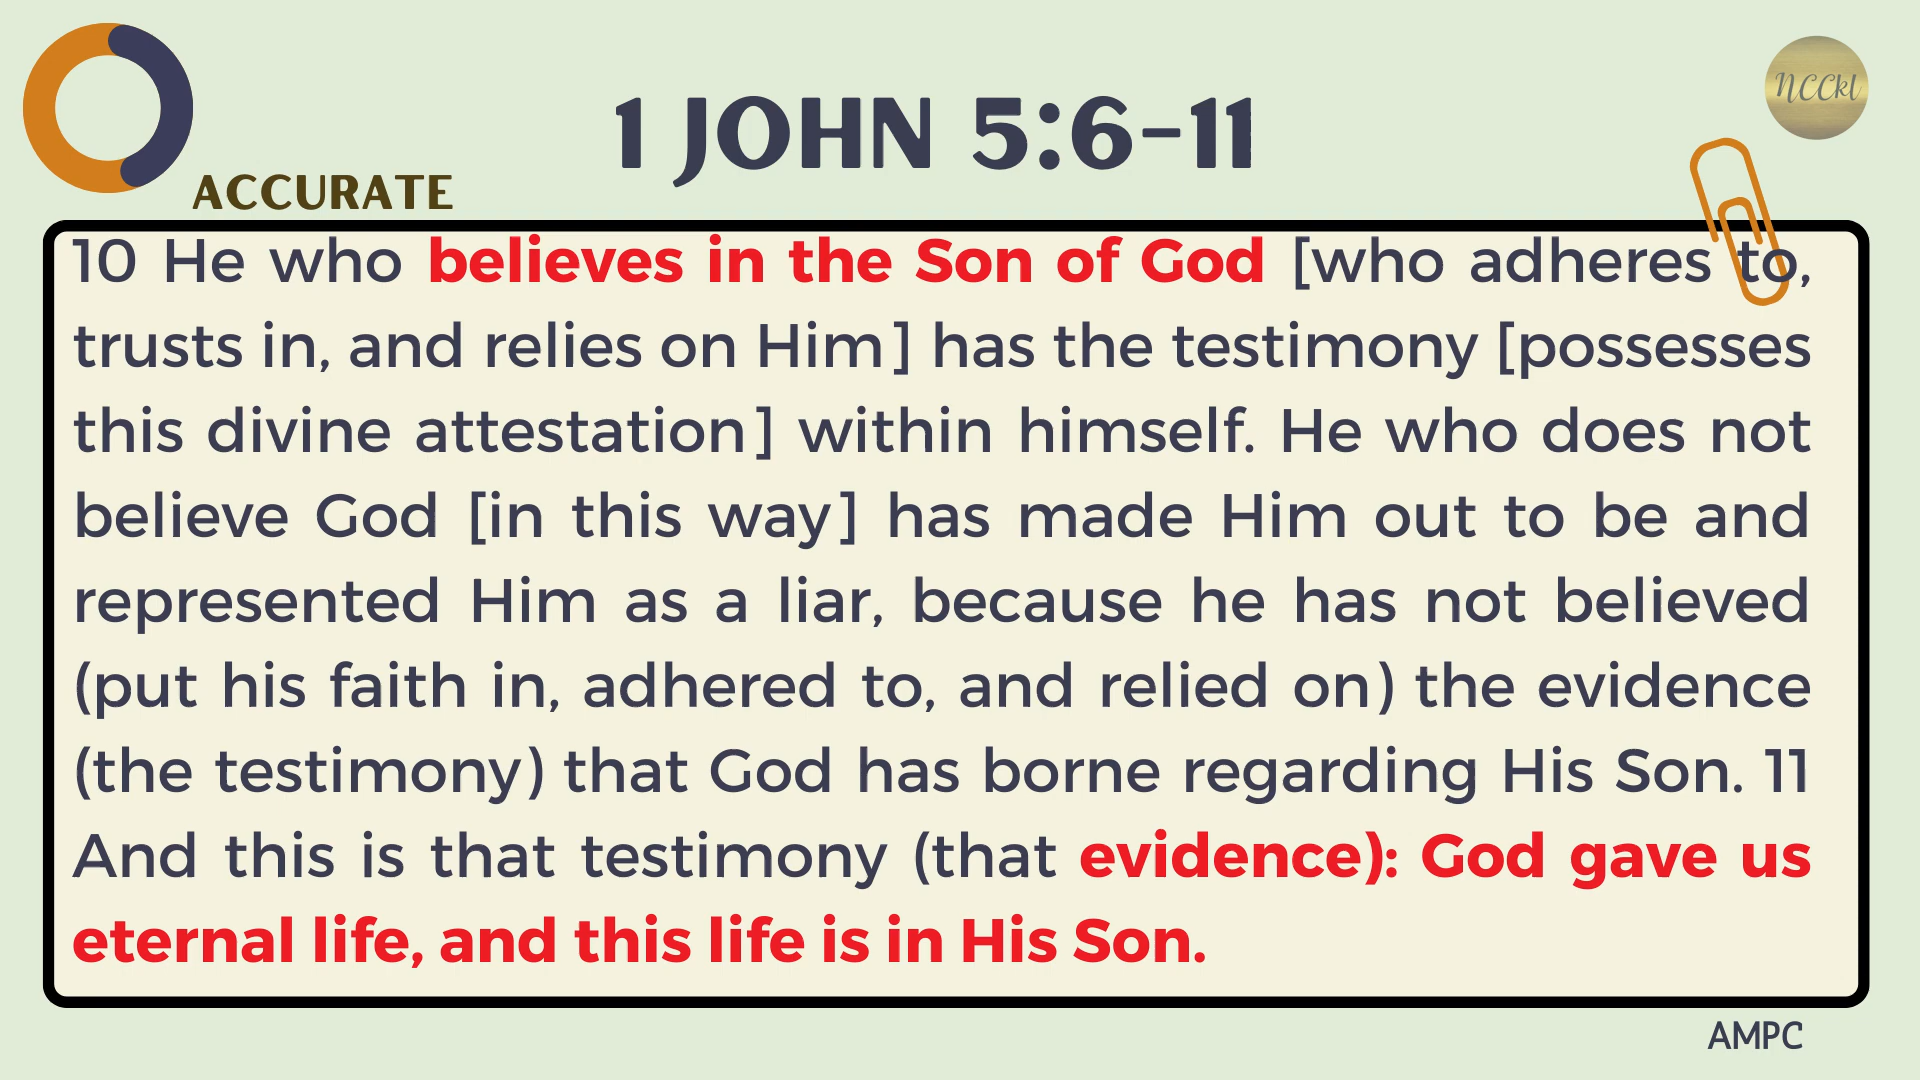 NCCkl
1 JOHN 5:6-11
ACCURATE
10 He who believes in the Son of God [who adheres to,
trusts in, and relies on Him] has the testimony [possesses
this divine attestation] within himself. He who does not
believe God [in this way] has made Him out to be and
represented Him as a liar, because he has not believed
(put his faith in, adhered to, and relied on) the evidence
(the testimony) that God has borne regarding His Son. 11
And this is that testimony (that evidence): God gave us
eternal life, and this life is in His Son.
AMPC